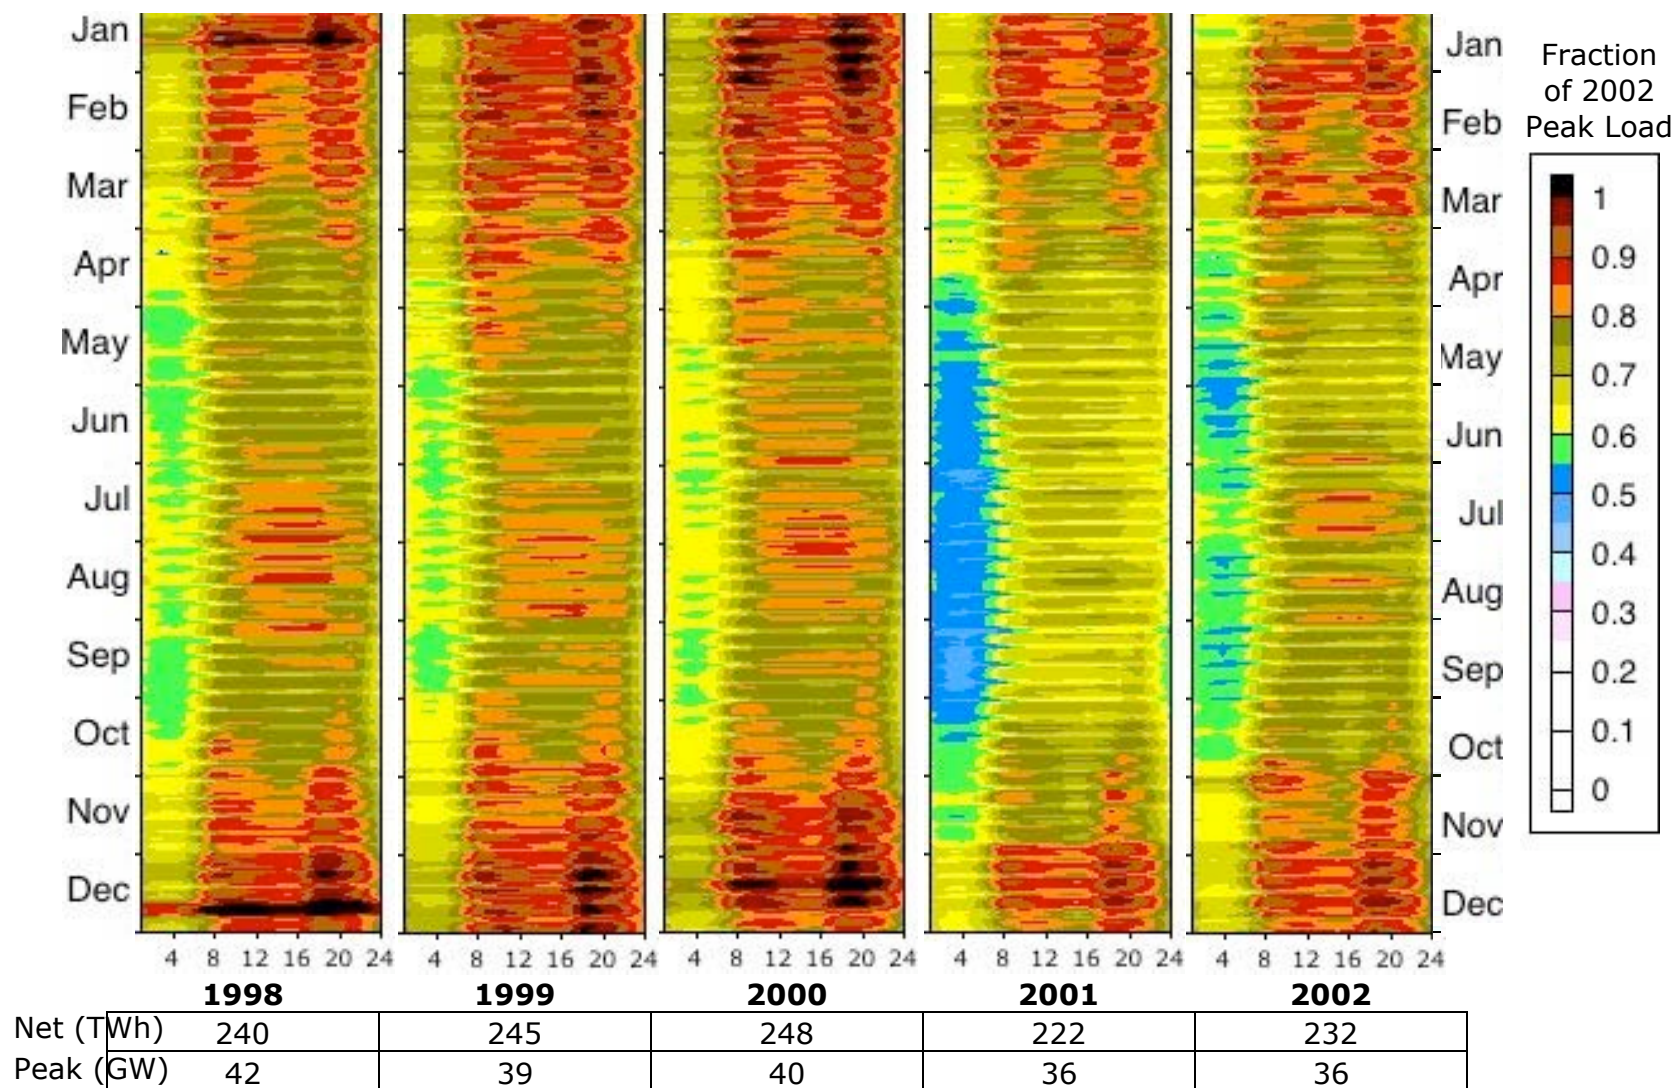 Jan
Feb
Mar
Apr
May
Jun
Jul
Aug
Sep
Oct
Nov
Dec
Jan
Feb
Mar
Apr
May
Jun
Jul
Aug
Sep
Oct
Nov
Dec
Fraction
of 2002
Peak Load
1
0.9
0.8
0.7
0.6
0.5
0.4
0.3
0.2
0.1
0
4 8 12 16 20 24 4 8 12 16 20 24 4 8 12 16 20 24 4 8 12 16 20 24 4 8 12 16 20 24
1998 1999 2000 2001 2002
Net (TWh) 240 245 248 222 232
Peak (GW) 42 39 40 36 36